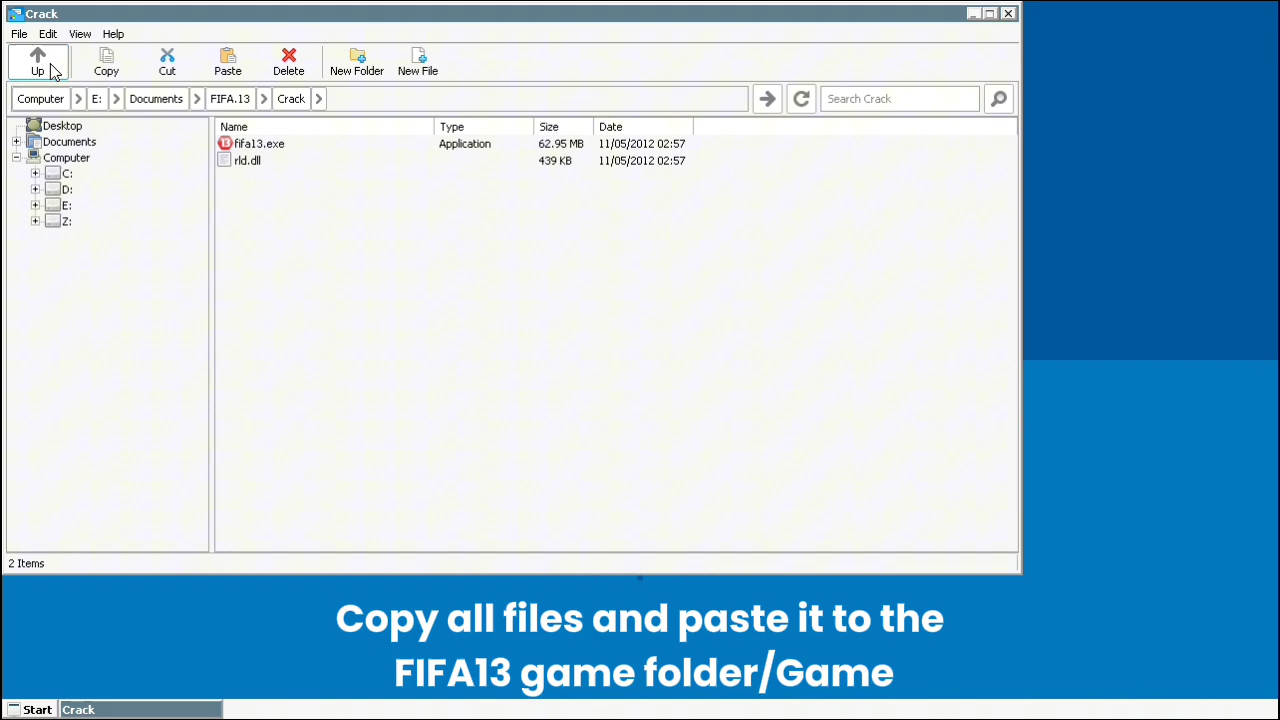 Crack
File Edit View Help
Up Copy Cut Paste Delete New Folder New File
Computer E: Documents FIFA.13 Crack Search Crack
Name Type Size Date
Desktop
Documents
Computer
C:
D:
E:
Z:
fifa13.exe Application 62.95 MB 11/05/2012 02:57
rld.dll 439 KB 11/05/2012 02:57
2 Items
Copy all files and paste it to the
FIFA13 game folder/Game
Start Crack